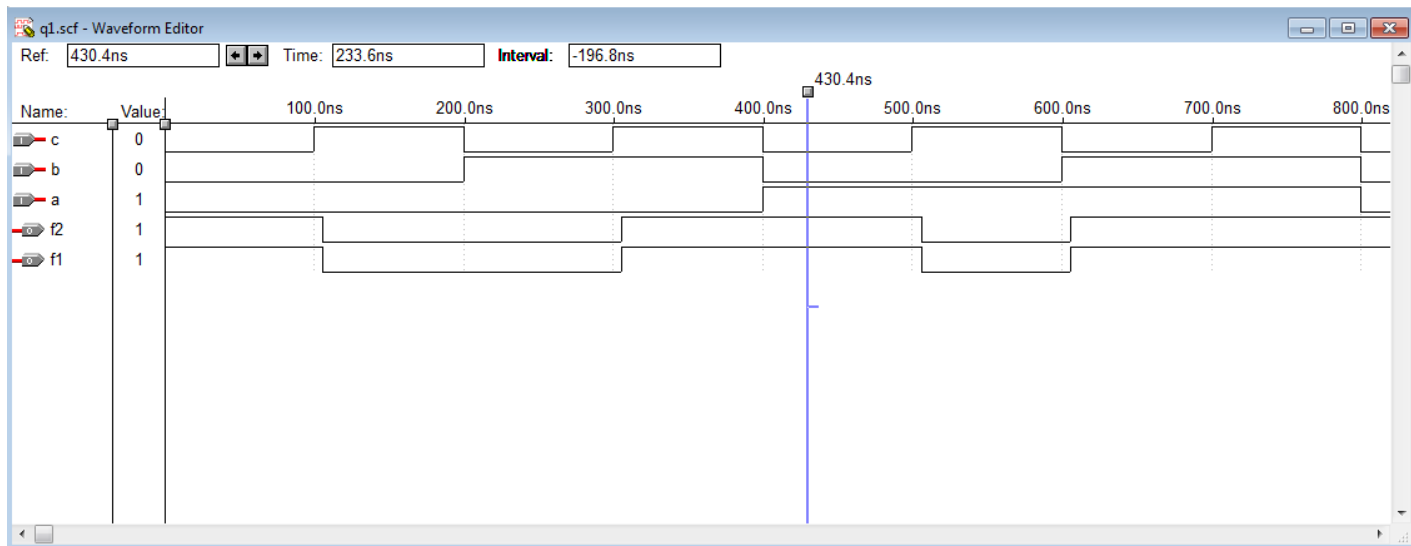 q1.scf - Waveform Editor
Ref: 430.4ns Time: 233.6ns Interval: -196.8ns
430.4ns
Name: Value: 100.0ns 200.0ns 300.0ns 400.0ns 500.0ns 600.0ns 700.0ns 800.0ns
c 0
b 0
a 1
f2 1
f1 1